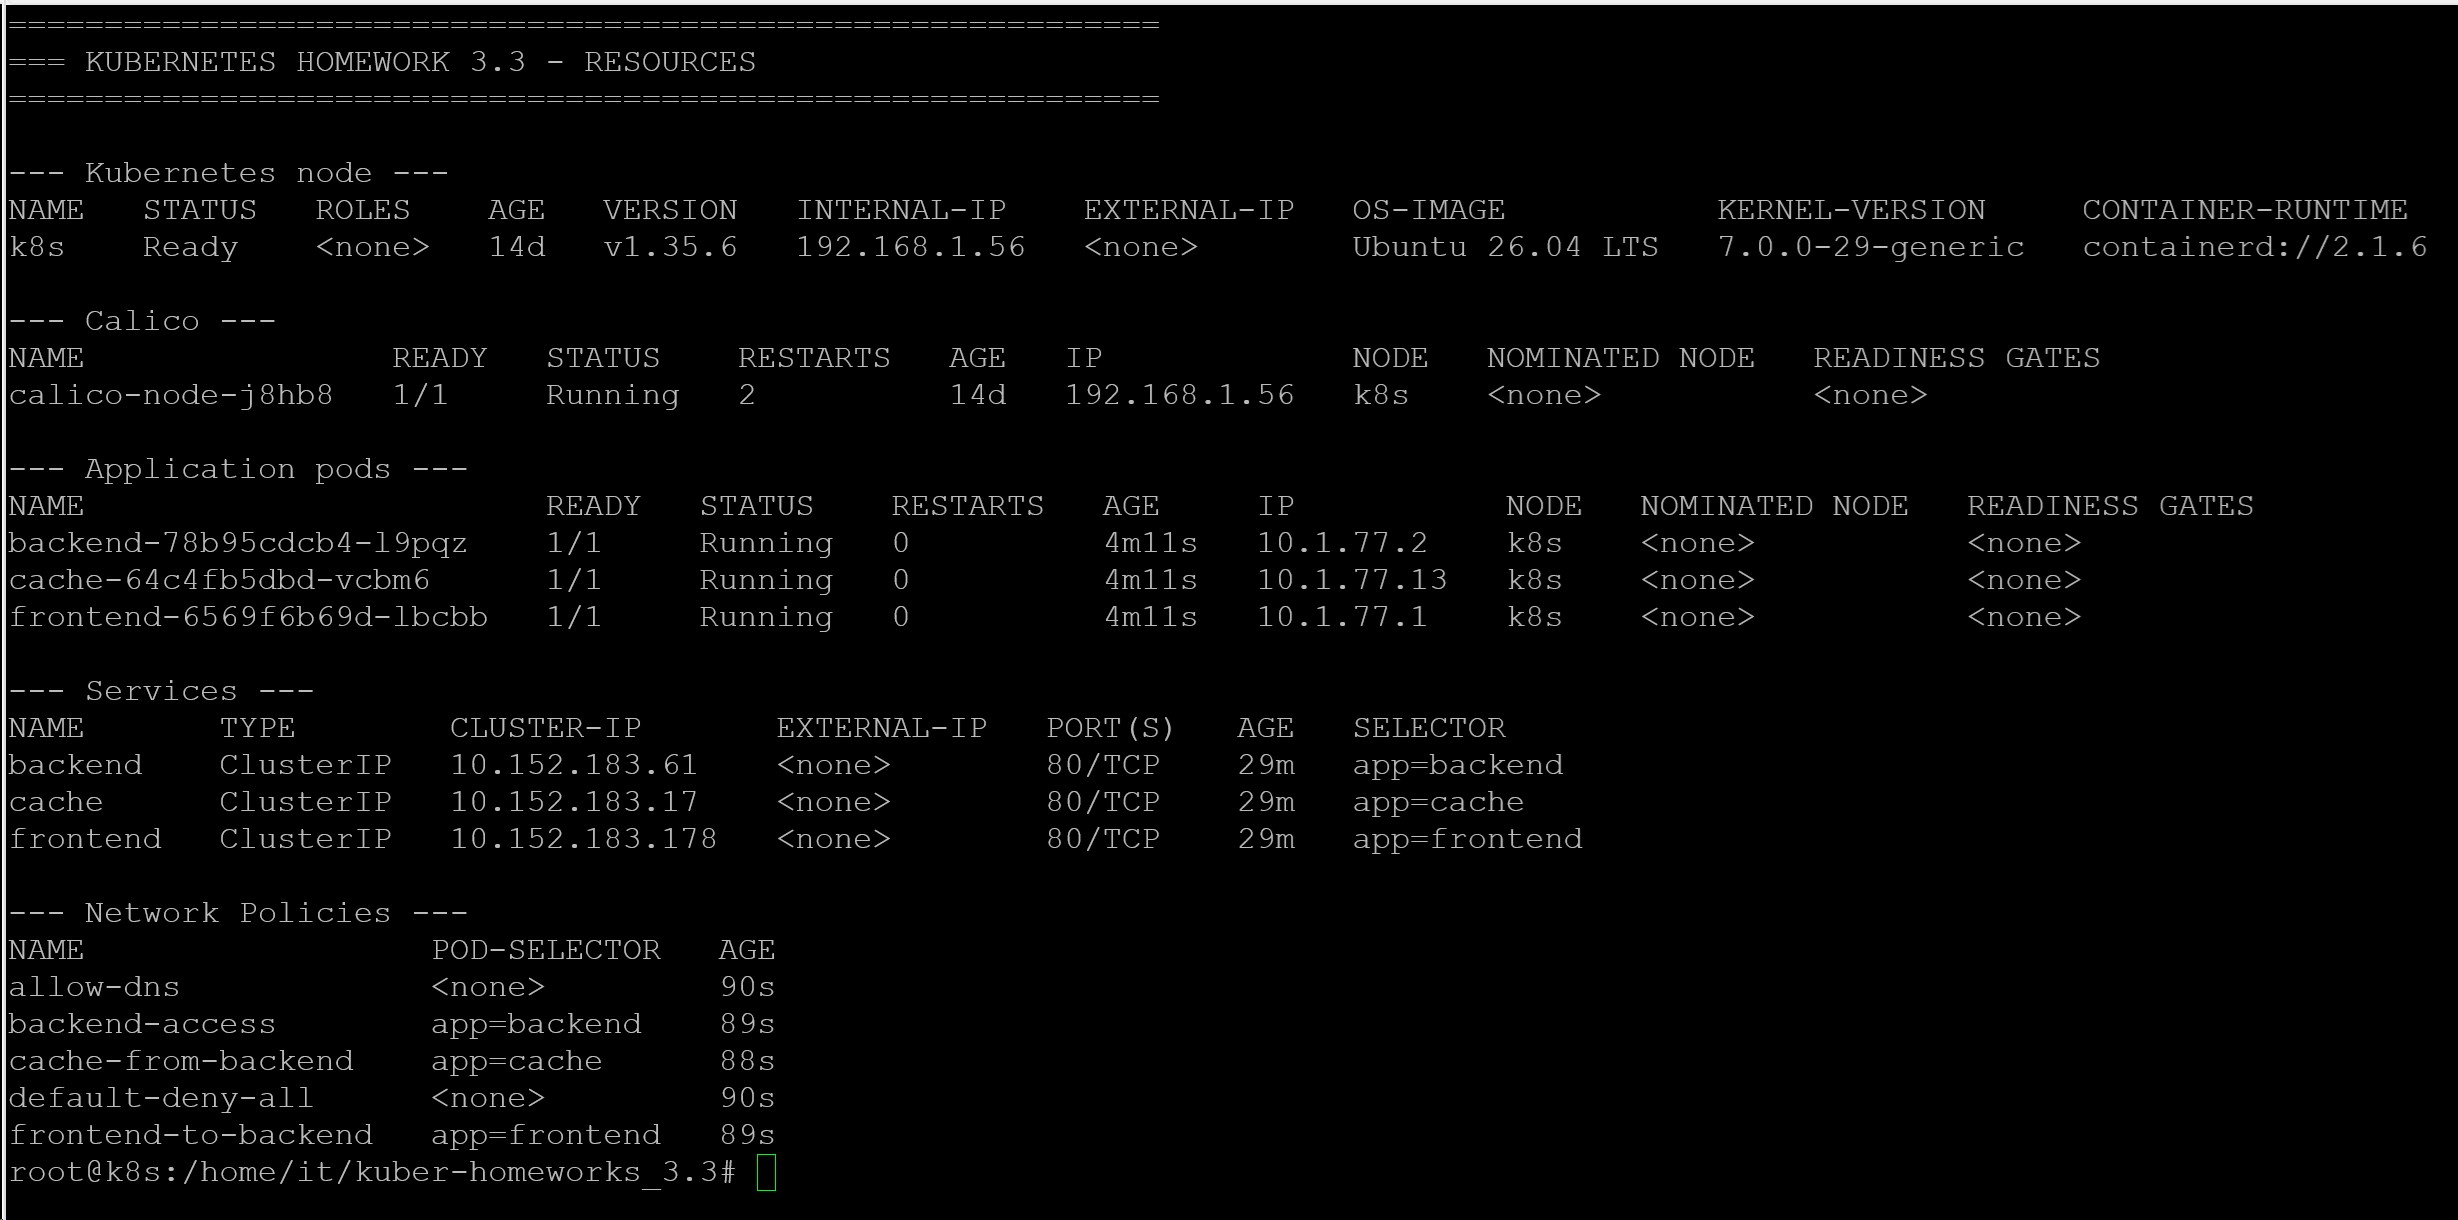 ============================================================
=== KUBERNETES HOMEWORK 3.3 - RESOURCES
============================================================
--- Kubernetes node ---
NAME   STATUS   ROLES    AGE   VERSION   INTERNAL-IP    EXTERNAL-IP   OS-IMAGE           KERNEL-VERSION     CONTAINER-RUNTIME
k8s    Ready    <none>   14d   v1.35.6   192.168.1.56   <none>        Ubuntu 26.04 LTS   7.0.0-29-generic   containerd://2.1.6
--- Calico ---
NAME                READY   STATUS    RESTARTS   AGE   IP             NODE   NOMINATED NODE   READINESS GATES
calico-node-j8hb8   1/1     Running   2          14d   192.168.1.56   k8s    <none>           <none>
--- Application pods ---
NAME                        READY   STATUS    RESTARTS   AGE     IP           NODE   NOMINATED NODE   READINESS GATES
backend-78b95cdcb4-l9pqz    1/1     Running   0          4m11s   10.1.77.2    k8s    <none>           <none>
cache-64c4fb5dbd-vcbm6      1/1     Running   0          4m11s   10.1.77.13   k8s    <none>           <none>
frontend-6569f6b69d-lbcbb   1/1     Running   0          4m11s   10.1.77.1    k8s    <none>           <none>
--- Services ---
NAME       TYPE        CLUSTER-IP       EXTERNAL-IP   PORT(S)   AGE   SELECTOR
backend    ClusterIP   10.152.183.61    <none>        80/TCP    29m   app=backend
cache      ClusterIP   10.152.183.17    <none>        80/TCP    29m   app=cache
frontend   ClusterIP   10.152.183.178   <none>        80/TCP    29m   app=frontend
--- Network Policies ---
NAME                  POD-SELECTOR   AGE
allow-dns             <none>         90s
backend-access        app=backend    89s
cache-from-backend    app=cache      88s
default-deny-all      <none>         90s
frontend-to-backend   app=frontend   89s
root@k8s:/home/it/kuber-homeworks_3.3#